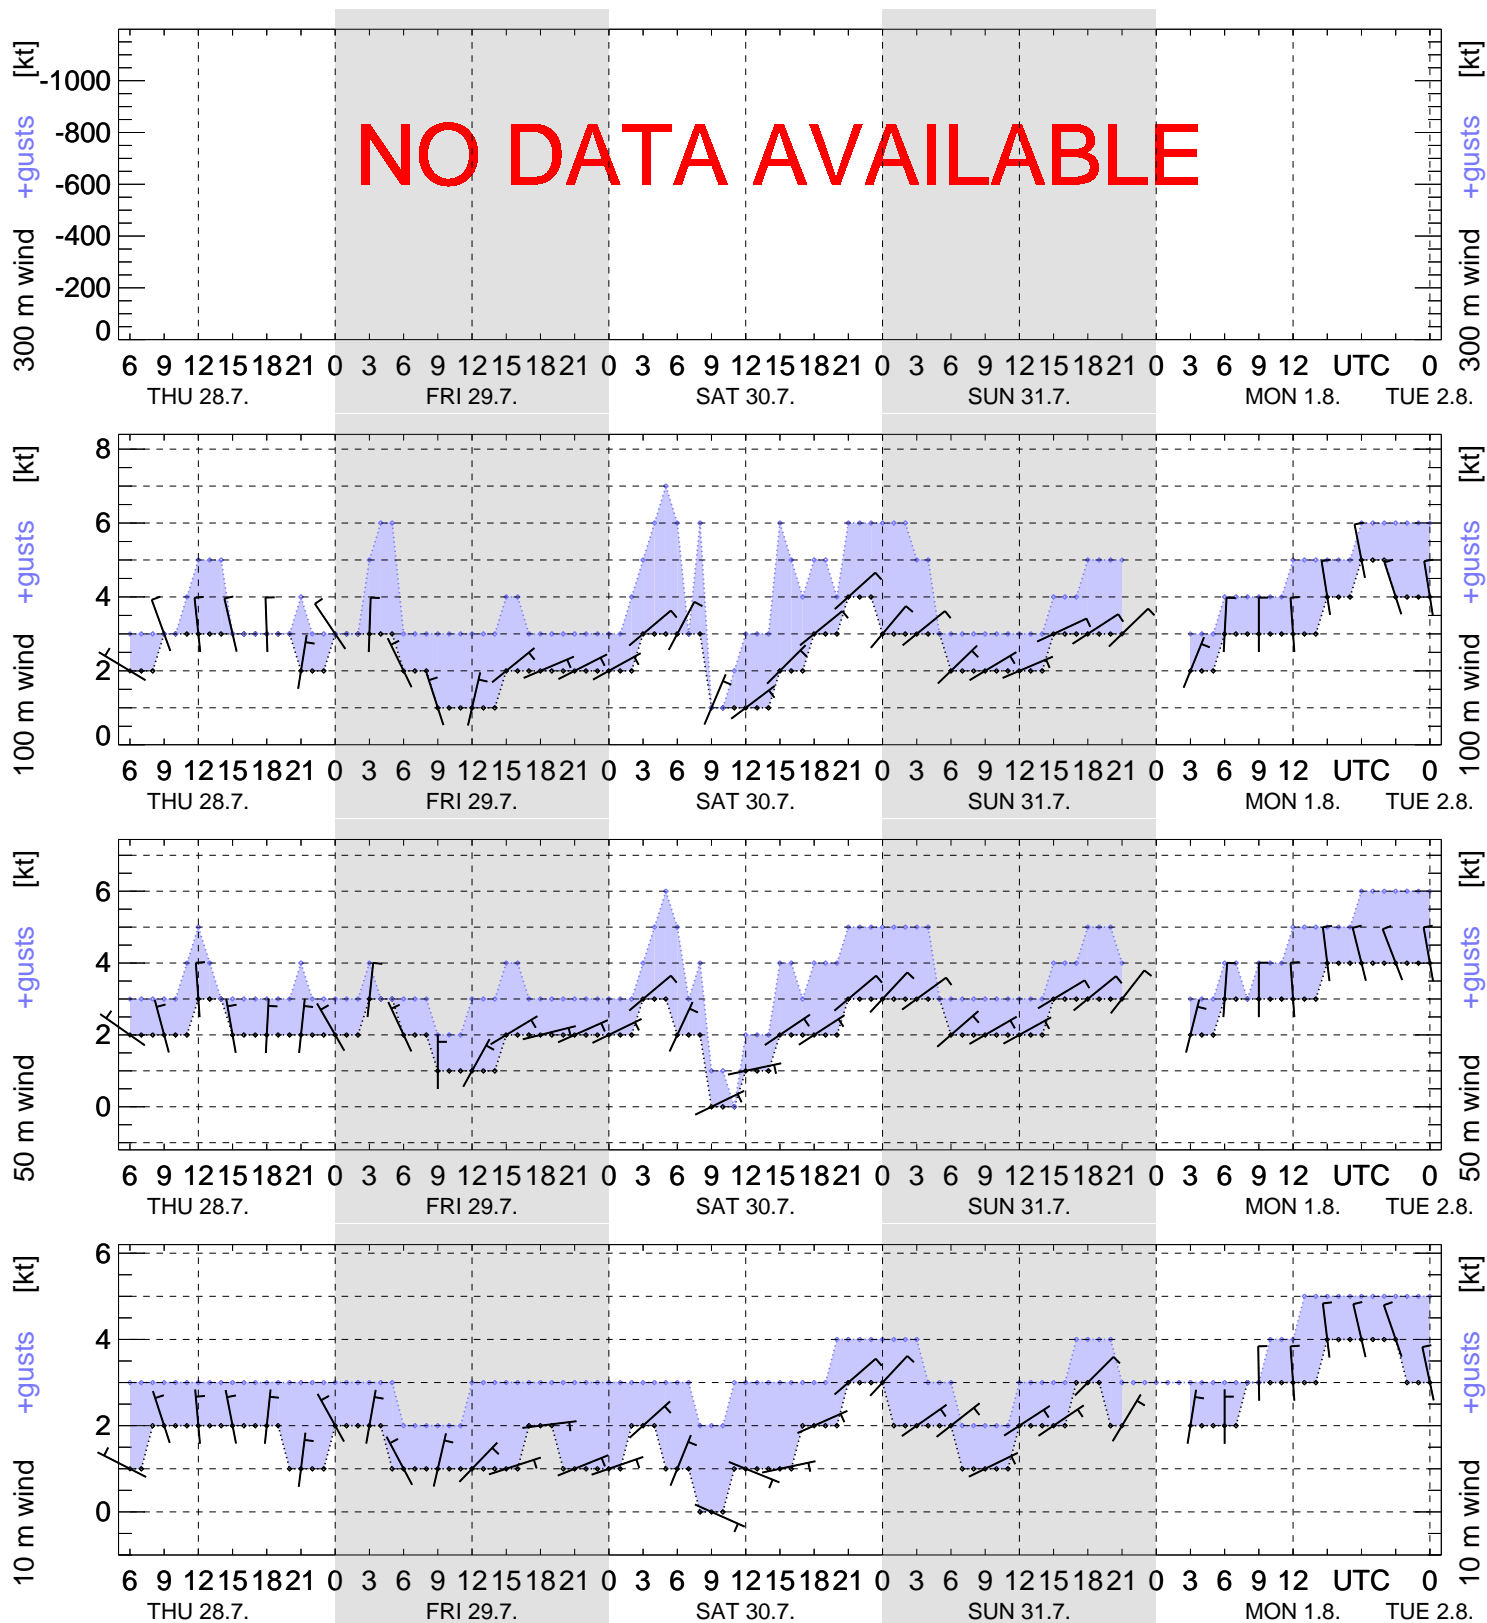 300 m wind +gusts [kt]
-1000
-800
-600
-400
-200
0
NO DATA AVAILABLE
300 m wind +gusts [kt]
6 9 12 15 18 21 0 3 6 9 12 15 18 21 0 3 6 9 12 15 18 21 0 3 6 9 12 15 18 21 0 3 6 9 12 UTC 0
THU 28.7. FRI 29.7. SAT 30.7. SUN 31.7. MON 1.8. TUE 2.8.
100 m wind +gusts [kt]
8
6
4
2
0
100 m wind +gusts [kt]
6 9 12 15 18 21 0 3 6 9 12 15 18 21 0 3 6 9 12 15 18 21 0 3 6 9 12 15 18 21 0 3 6 9 12 UTC 0
THU 28.7. FRI 29.7. SAT 30.7. SUN 31.7. MON 1.8. TUE 2.8.
50 m wind +gusts [kt]
6
4
2
0
50 m wind +gusts [kt]
6 9 12 15 18 21 0 3 6 9 12 15 18 21 0 3 6 9 12 15 18 21 0 3 6 9 12 15 18 21 0 3 6 9 12 UTC 0
THU 28.7. FRI 29.7. SAT 30.7. SUN 31.7. MON 1.8. TUE 2.8.
10 m wind +gusts [kt]
6
4
2
0
10 m wind +gusts [kt]
6 9 12 15 18 21 0 3 6 9 12 15 18 21 0 3 6 9 12 15 18 21 0 3 6 9 12 15 18 21 0 3 6 9 12 UTC 0
THU 28.7. FRI 29.7. SAT 30.7. SUN 31.7. MON 1.8. TUE 2.8.